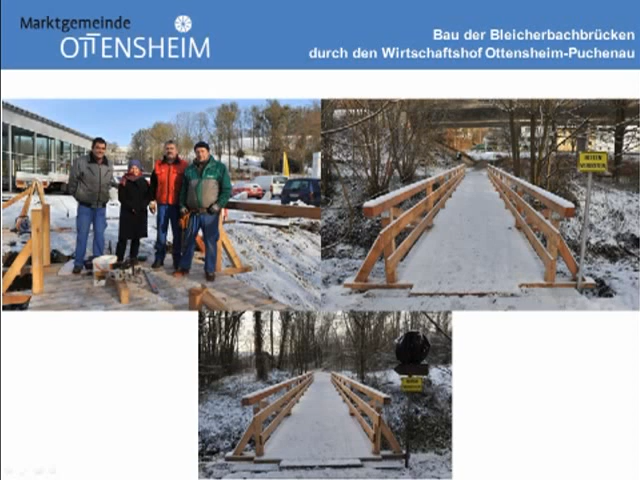 Marktgemeinde
OTTENSHEIM
Bau der Bleicherbachbrücken
durch den Wirtschaftshof Ottensheim-Puchenau